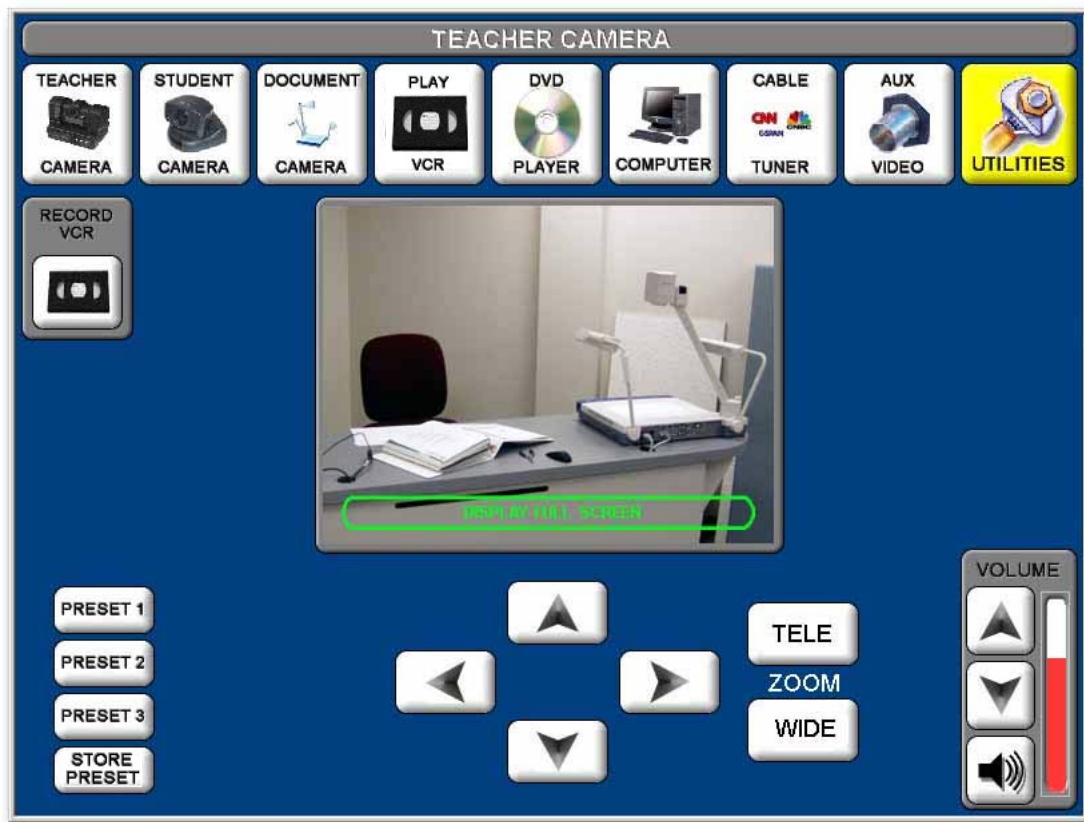 TEACHER CAMERA
TEACHER
CAMERA
STUDENT
CAMERA
DOCUMENT
CAMERA
PLAY
VCR
DVD
PLAYER
COMPUTER
CABLE
CNN
CNBC
CSPAN
TUNER
AUX
VIDEO
UTILITIES
RECORD
VCR
DISPLAY FULL SCREEN
PRESET 1
PRESET 2
PRESET 3
STORE
PRESET
TELE
ZOOM
WIDE
VOLUME